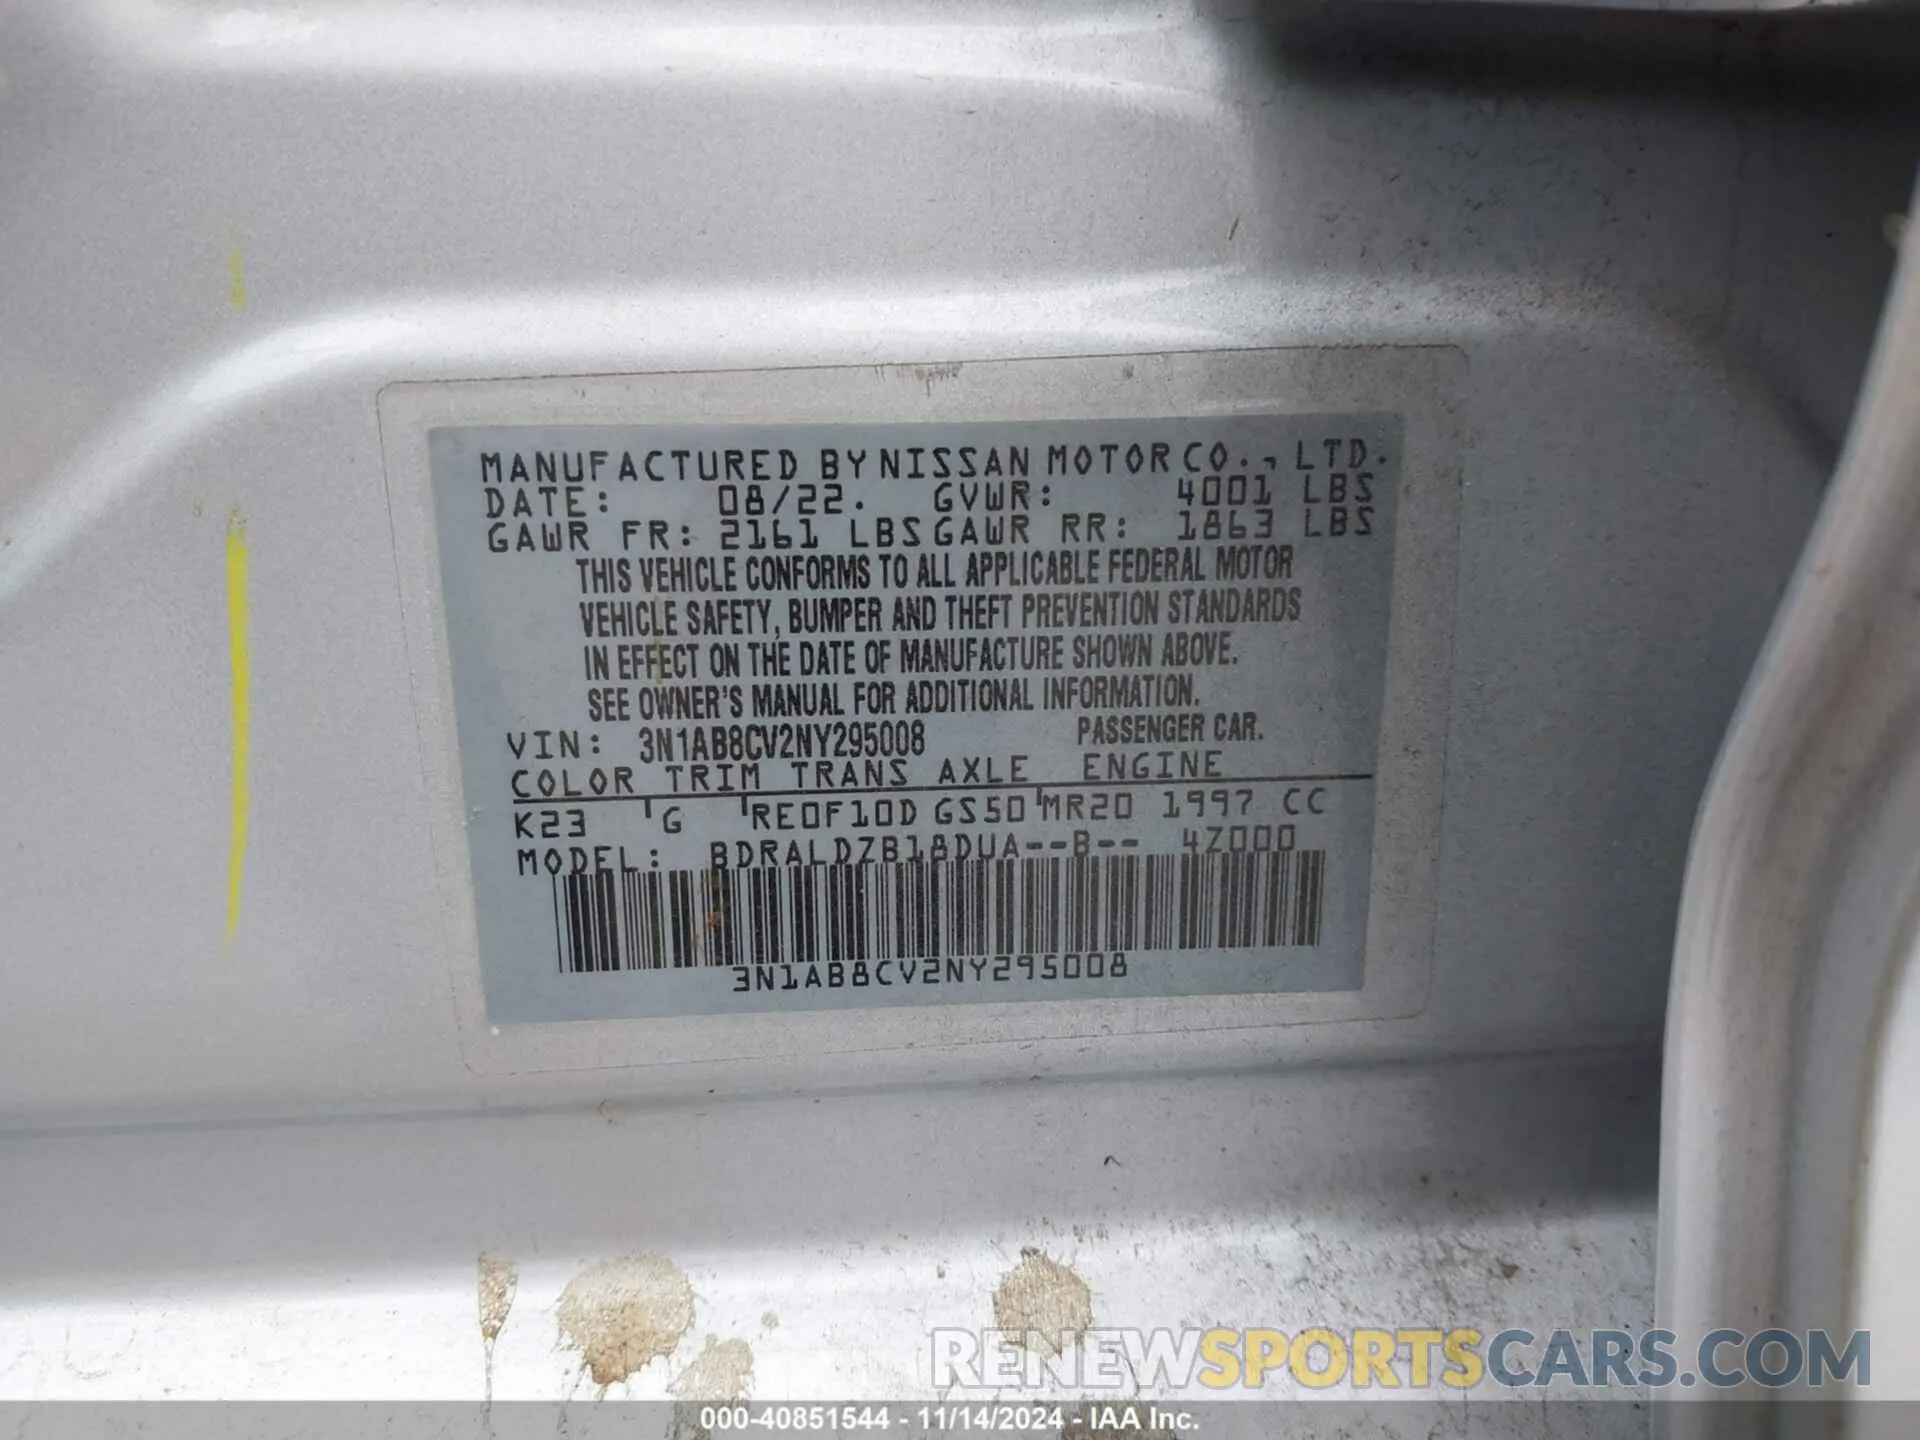 MANUFACTURED BY NISSAN MOTOR CO., LTD.
DATE: 08/22. GVWR: 4001 LBS
GAWR FR: 2161 LBS GAWR RR: 1863 LBS
THIS VEHICLE CONFORMS TO ALL APPLICABLE FEDERAL MOTOR
VEHICLE SAFETY, BUMPER AND THEFT PREVENTION STANDARDS
IN EFFECT ON THE DATE OF MANUFACTURE SHOWN ABOVE.
SEE OWNER'S MANUAL FOR ADDITIONAL INFORMATION.
VIN: 3N1AB8CV2NY295008 PASSENGER CAR.
COLOR TRIM TRANS AXLE ENGINE
K23 G RE0F10D GS50 MR20 1997 CC
MODEL: BDRALDZB18DUA--B-- 4Z000
3N1AB8CV2NY295008
RENEWSPORTSCARS.COM
000-40851544 - 11/14/2024 - IAA Inc.